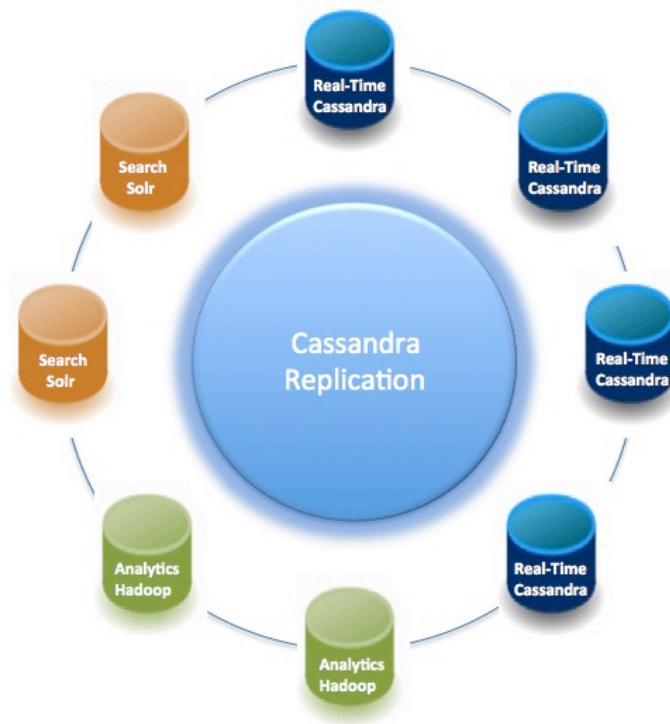 Real-Time
Cassandra
Search
Solr
Real-Time
Cassandra
Search
Solr
Cassandra
Replication
Real-Time
Cassandra
Analytics
Hadoop
Real-Time
Cassandra
Analytics
Hadoop